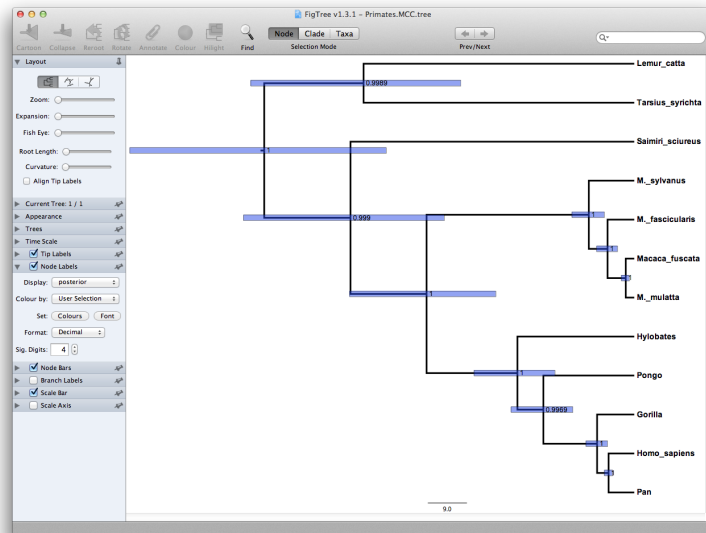 FigTree v1.3.1 - Primates.MCC.tree
Cartoon Collapse Reroot Rotate Annotate Colour Hilight Find Node Clade Taxa
Selection Mode Prev/Next
Layout
Zoom:
Expansion:
Fish Eye:
Root Length:
Curvature:
Align Tip Labels
Current Tree: 1 / 1
Appearance
Trees
Time Scale
Tip Labels
Node Labels
Display: posterior
Colour by: User Selection
Set: Colours Font
Format: Decimal
Sig. Digits: 4
Node Bars
Branch Labels
Scale Bar
Scale Axis
Lemur_catta
0.9989
Tarsius_syrichta
Saimiri_sciureus
1
M._sylvanus
1
0.999
M._fascicularis
1
Macaca_fuscata
1
M._mulatta
Hylobates
1
Pongo
0.9969
Gorilla
1
Homo_sapiens
Pan
9.0